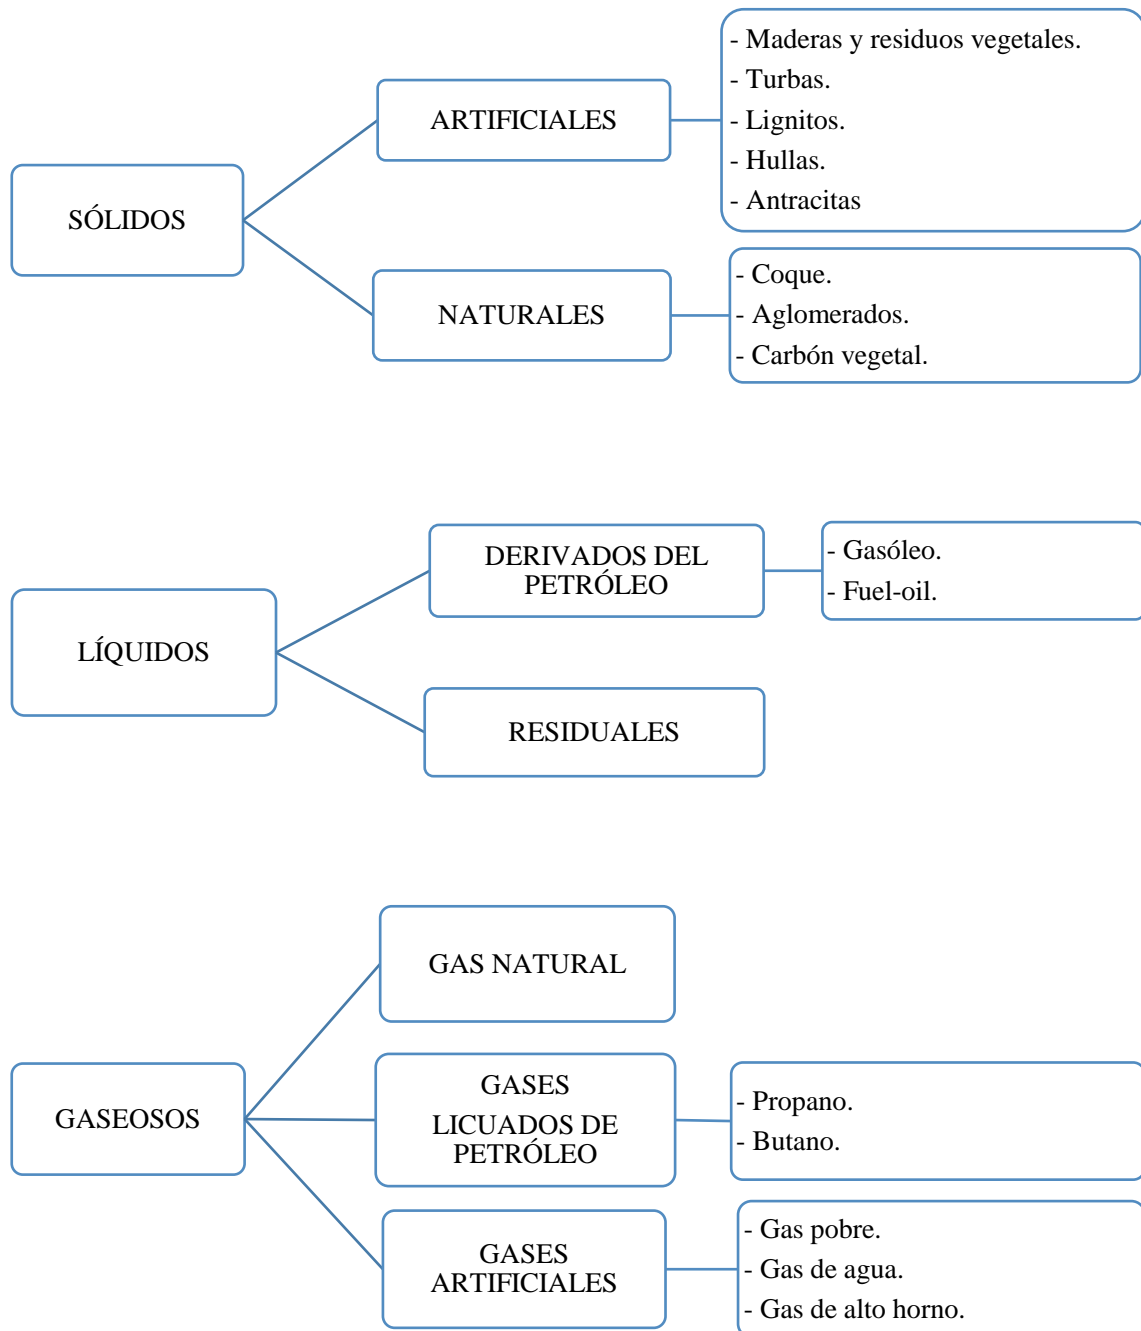 SÓLIDOS
ARTIFICIALES
- Maderas y residuos vegetales.
- Turbas.
- Lignitos.
- Hullas.
- Antracitas
NATURALES
- Coque.
- Aglomerados.
- Carbón vegetal.
LÍQUIDOS
DERIVADOS DEL
PETRÓLEO
- Gasóleo.
- Fuel-oil.
RESIDUALES
GASEOSOS
GAS NATURAL
GASES
LICUADOS DE
PETRÓLEO
- Propano.
- Butano.
GASES
ARTIFICIALES
- Gas pobre.
- Gas de agua.
- Gas de alto horno.